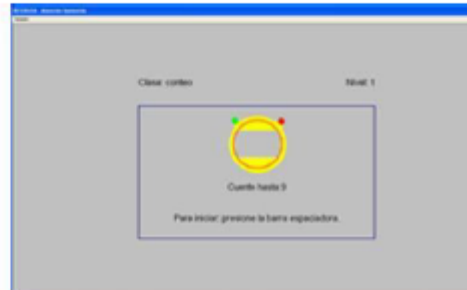 Clase: conteo Nivel: 1
Cuente hasta 9
Para iniciar: presione la barra espaciadora.